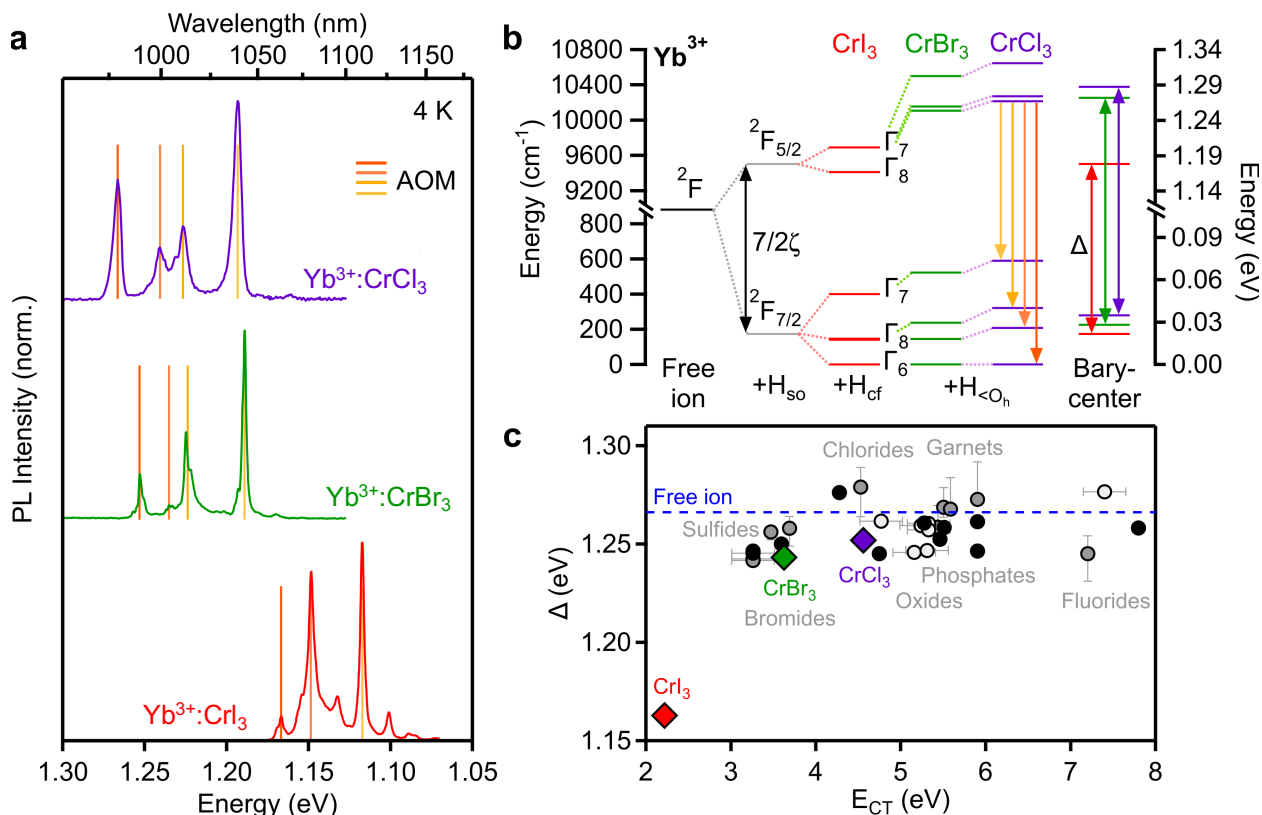 a
Wavelength (nm)
1000 1050 1100 1150
4 K
AOM
Yb³⁺:CrCl₃
Yb³⁺:CrBr₃
Yb³⁺:CrI₃
PL Intensity (norm.)
1.30 1.25 1.20 1.15 1.10 1.05
Energy (eV)
b
Yb³⁺
CrI₃ CrBr₃ CrCl₃
Energy (cm⁻¹)
10800
10400
10000
9600
9200
800
600
400
200
0
²F
²F₅/₂
²F₇/₂
7/2ζ
Γ₇
Γ₈
Γ₇
Γ₈
Γ₆
Δ
Free
ion
+Hₛₒ
+H_cf
+H_<Oₕ
Bary-
center
1.34
1.29
1.24
1.19
1.14
0.09
0.06
0.03
0.00
Energy (eV)
c
Δ (eV)
1.30
1.25
1.20
1.15
Chlorides
Garnets
Free ion
Sulfides
CrBr₃
CrCl₃
Phosphates
Bromides
Oxides
Fluorides
CrI₃
2 3 4 5 6 7 8
E_CT (eV)